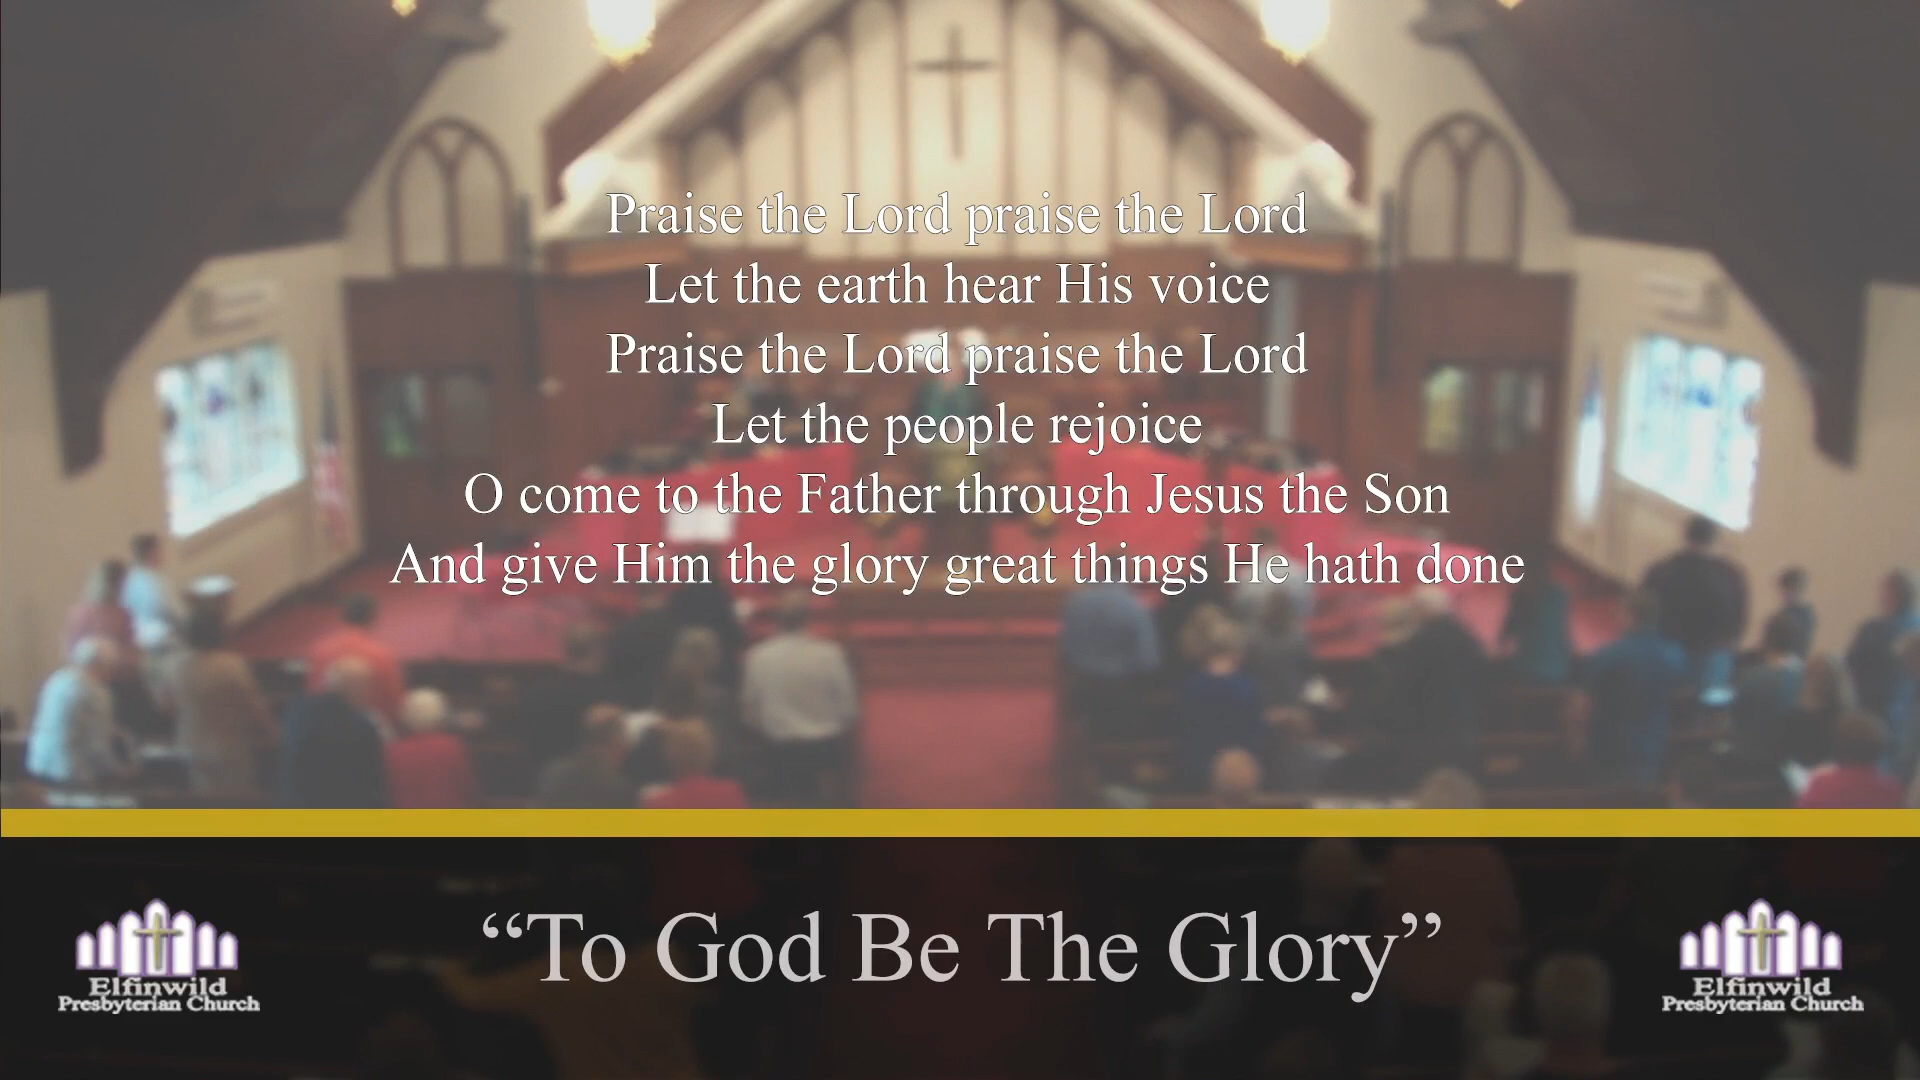 Praise the Lord praise the Lord
Let the earth hear His voice
Praise the Lord praise the Lord
Let the people rejoice
O come to the Father through Jesus the Son
And give Him the glory great things He hath done
“To God Be The Glory”
Elfinwild
Presbyterian Church
Elfinwild
Presbyterian Church